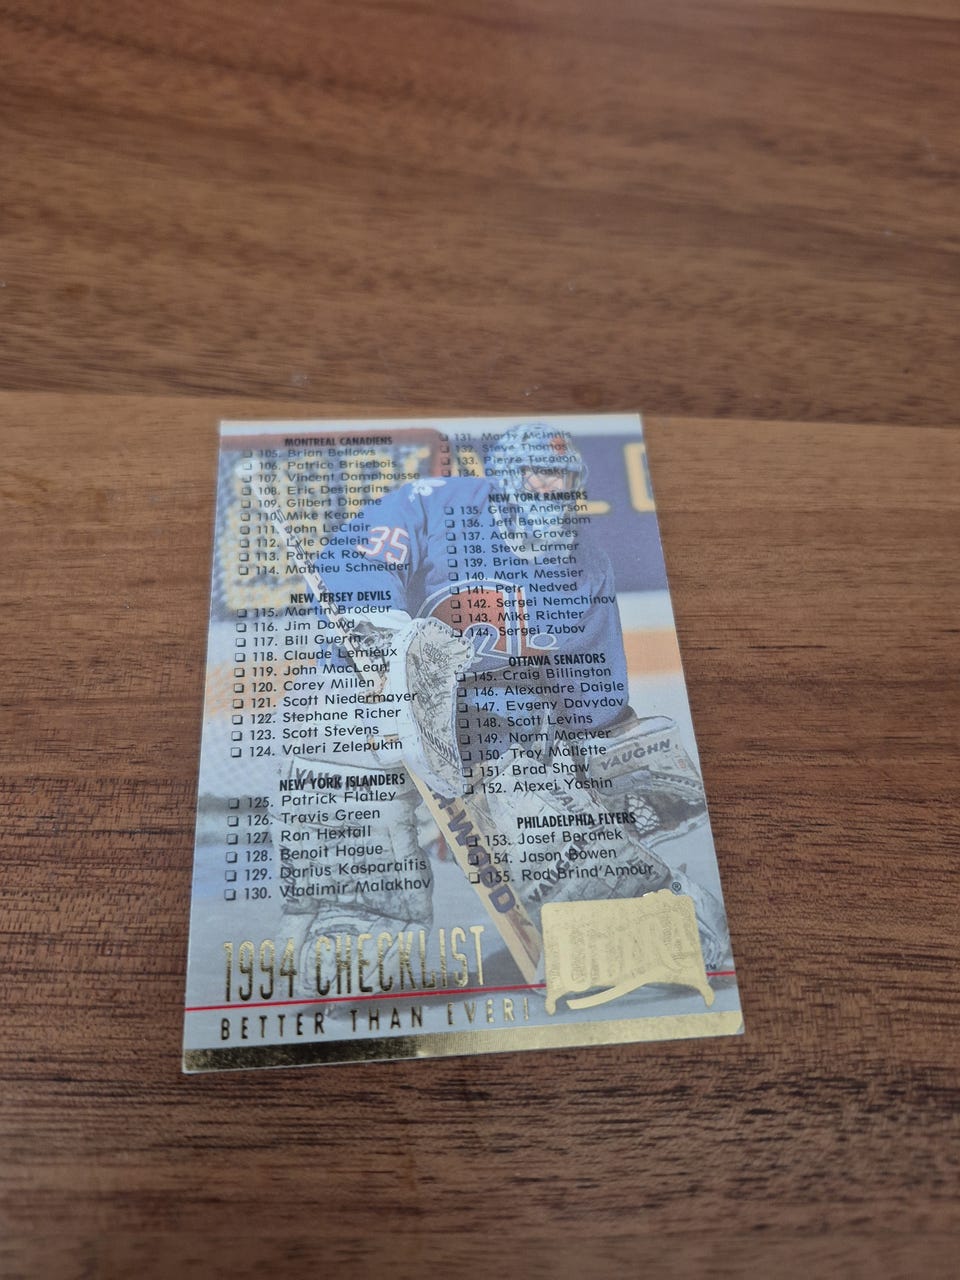 MONTREAL CANADIENS
105. Brian Bellows
106. Patrice Brisebois
107. Vincent Damphousse
108. Eric Desjardins
109. Gilbert Dionne
110. Mike Keane
111. John LeClair
112. Lyle Odelein
113. Patrick Roy
114. Mathieu Schneider
NEW JERSEY DEVILS
115. Martin Brodeur
116. Jim Dowd
117. Bill Guerin
118. Claude Lemieux
119. John MacLean
120. Corey Millen
121. Scott Niedermayer
122. Stephane Richer
123. Scott Stevens
124. Valeri Zelepukin
NEW YORK ISLANDERS
125. Patrick Flatley
126. Travis Green
127. Ron Hextall
128. Benoit Hogue
129. Darius Kasparaitis
130. Vladimir Malakhov
131. Marty McInnis
132. Steve Thomas
133. Pierre Turgeon
134. Dennis Vaske
NEW YORK RANGERS
135. Glenn Anderson
136. Jeff Beukeboom
137. Adam Graves
138. Steve Larmer
139. Brian Leetch
140. Mark Messier
141. Petr Nedved
142. Sergei Nemchinov
143. Mike Richter
144. Sergei Zubov
OTTAWA SENATORS
145. Craig Billington
146. Alexandre Daigle
147. Evgeny Davydov
148. Scott Levins
149. Norm Maciver
150. Troy Mallette
151. Brad Shaw
152. Alexei Yashin
PHILADELPHIA FLYERS
153. Josef Beranek
154. Jason Bowen
155. Rod Brind'Amour
35
VAUGHN
VAUGHN
1994 CHECKLIST
BETTER THAN EVER!
ULTRA®
™